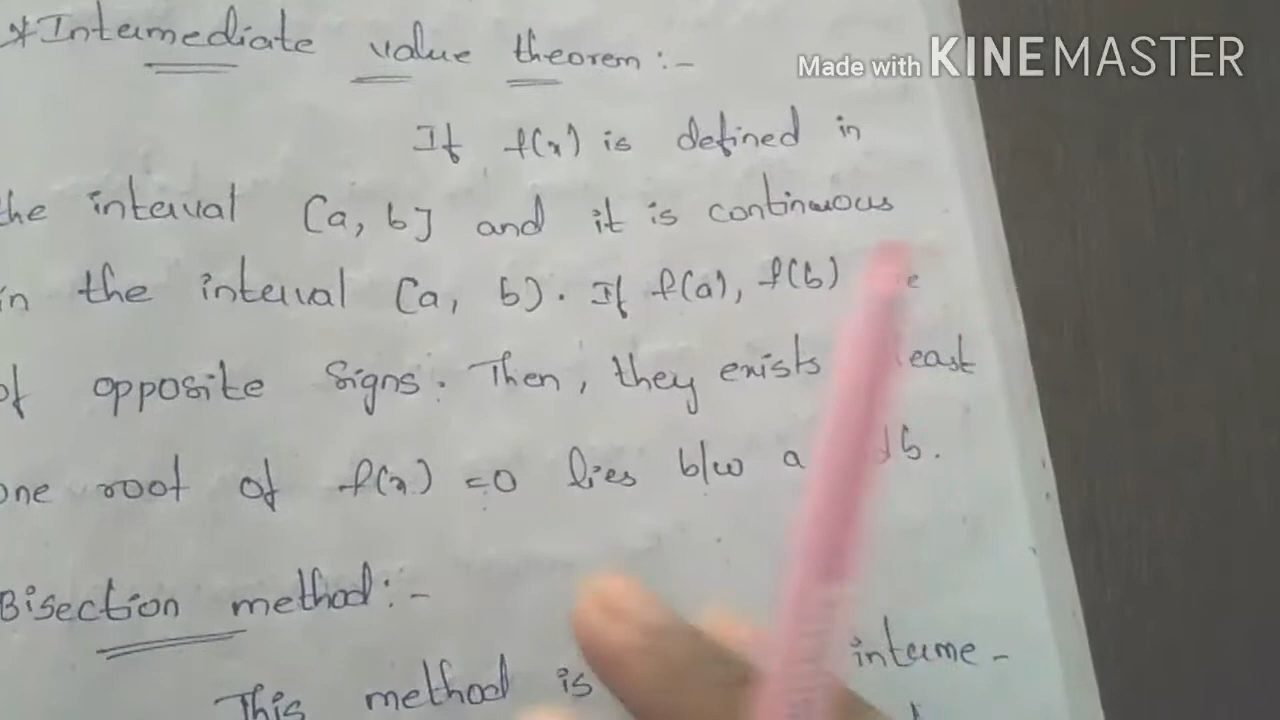 *Intermediate value theorem :-
Made with KINEMASTER
If f(x) is defined in
the interval [a, b] and it is continuous
in the interval (a, b). If f(a), f(b)
of opposite signs. Then, they exists least
one root of f(x) =0 lies b/w a b.
Bisection method:-
This method is interme -